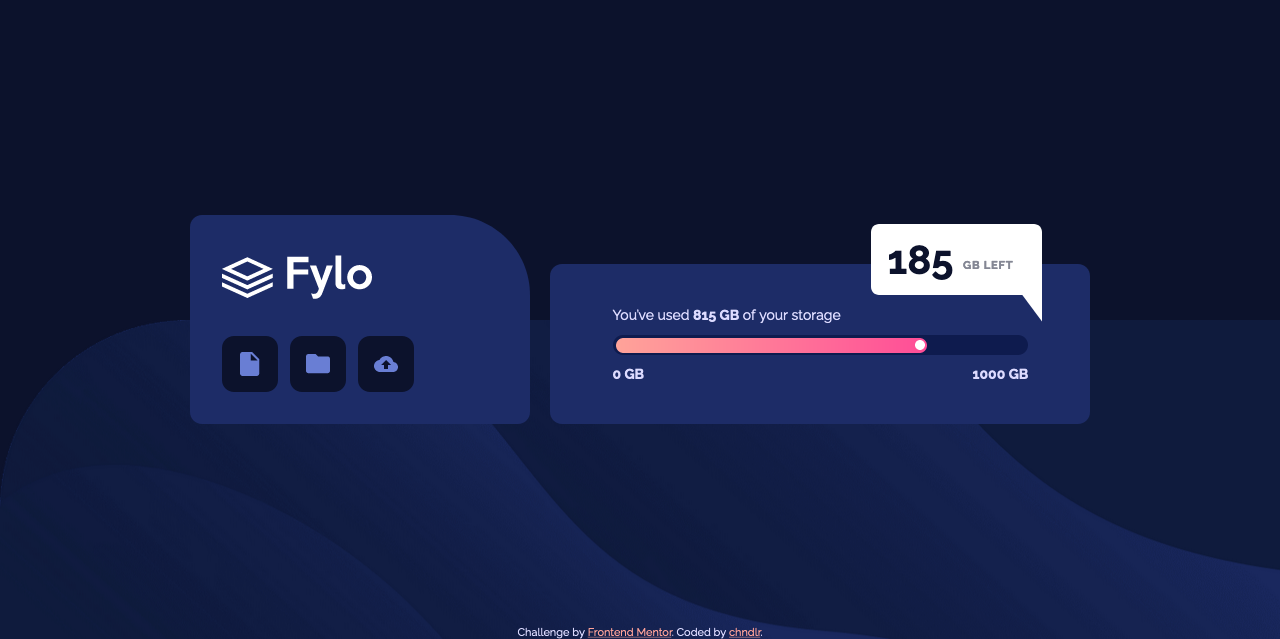 Fylo
185 GB LEFT
You've used 815 GB of your storage
0 GB 1000 GB
Challenge by Frontend Mentor. Coded by chndlr.